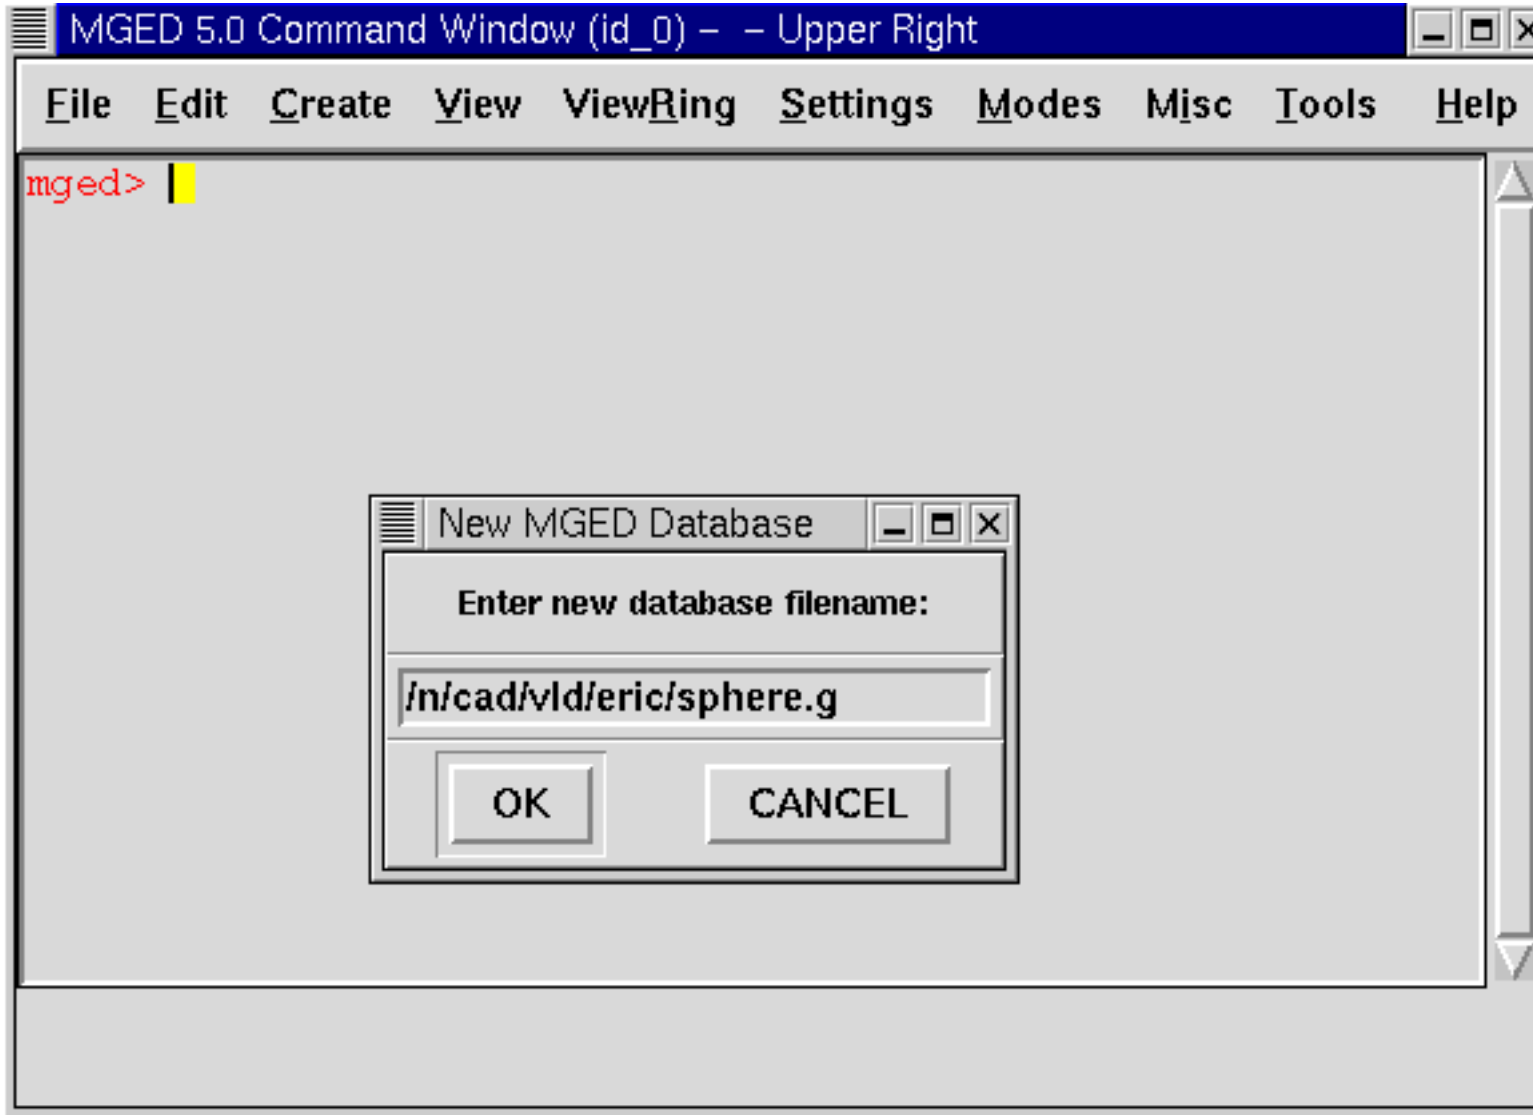 MGED 5.0 Command Window (id_0) – – Upper Right
File Edit Create View ViewRing Settings Modes Misc Tools Help
mged>
New MGED Database
Enter new database filename:
/n/cad/vld/eric/sphere.g
OK CANCEL